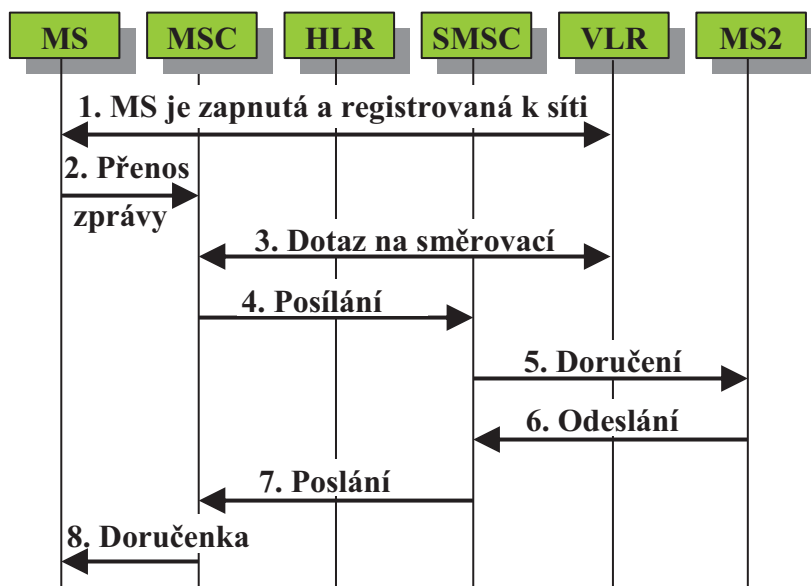 MS MSC HLR SMSC VLR MS2
1. MS je zapnutá a registrovaná k síti
2. Přenos
zprávy
3. Dotaz na směrovací
4. Posílání
5. Doručení
6. Odeslání
7. Poslání
8. Doručenka